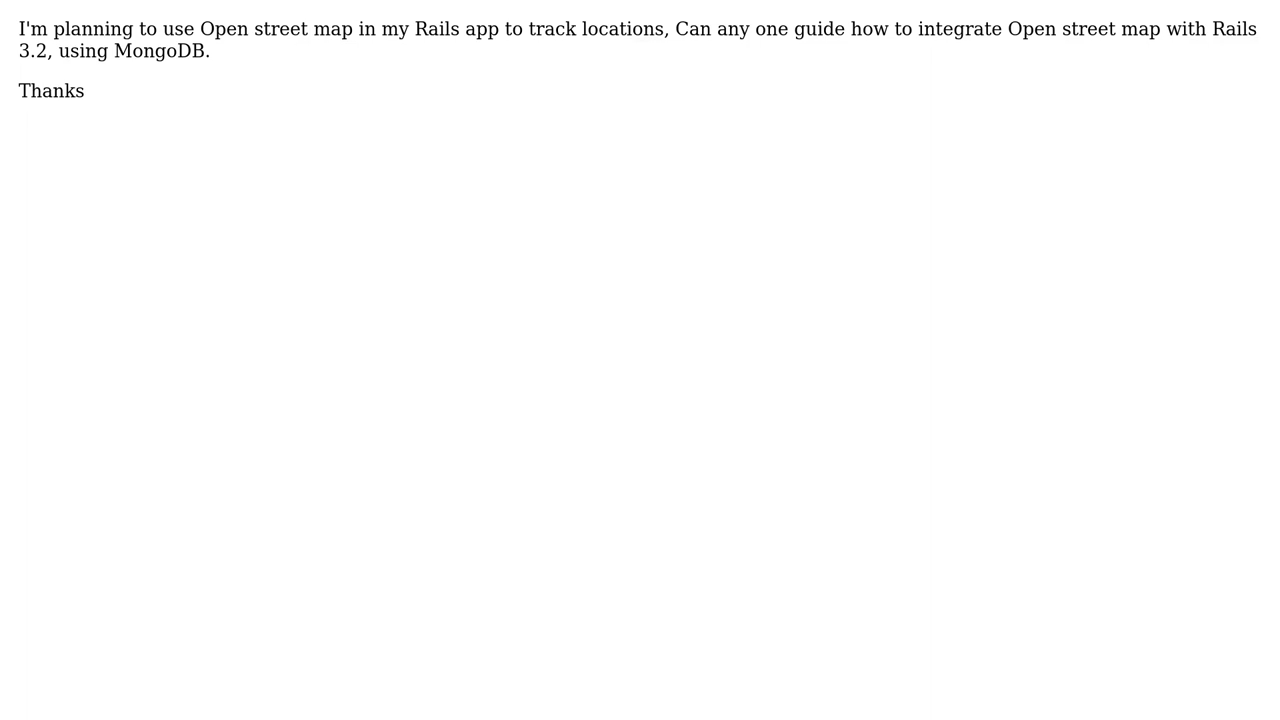 I'm planning to use Open street map in my Rails app to track locations, Can any one guide how to integrate Open street map with Rails
3.2, using MongoDB.
Thanks